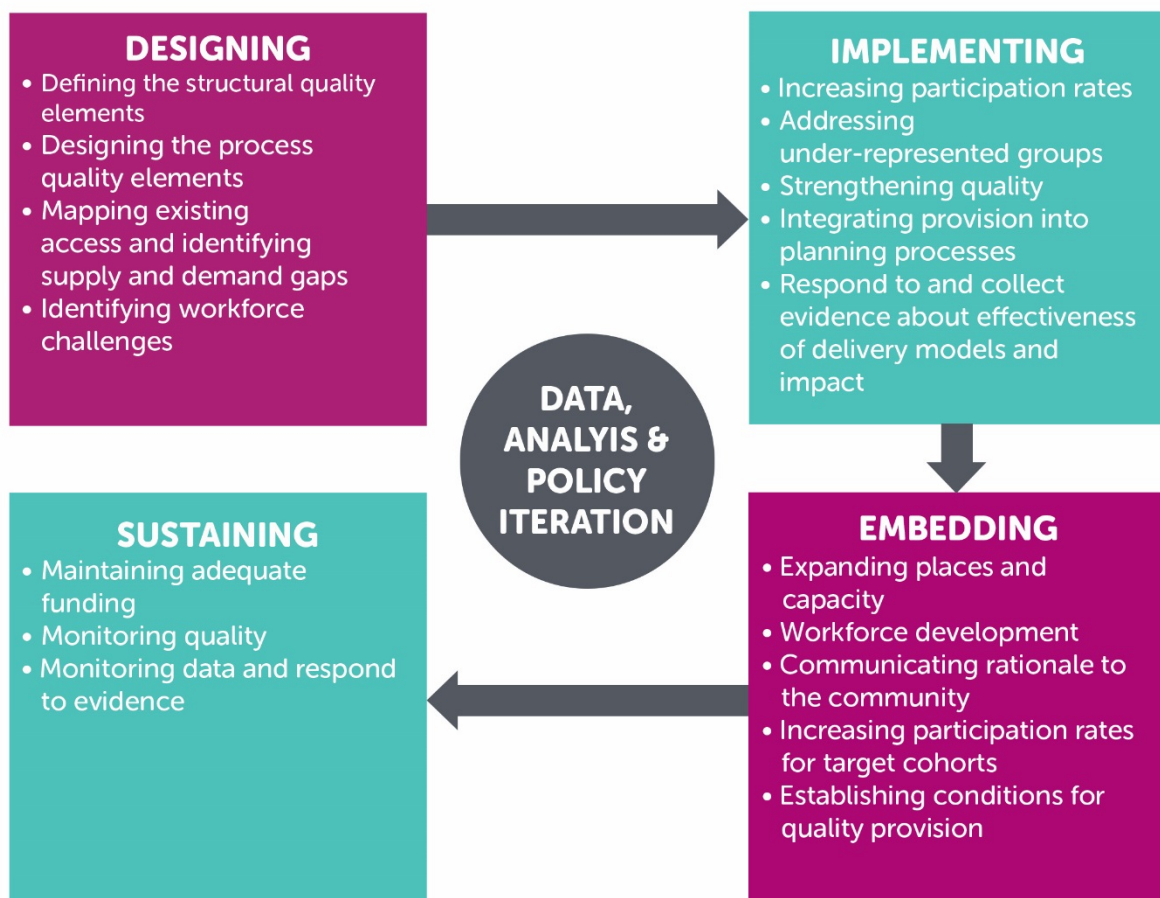 DESIGNING
• Defining the structural quality
elements
• Designing the process
quality elements
• Mapping existing
access and identifying
supply and demand gaps
• Identifying workforce
challenges
IMPLEMENTING
• Increasing participation rates
• Addressing
under-represented groups
• Strengthening quality
• Integrating provision into
planning processes
• Respond to and collect
evidence about effectiveness
of delivery models and
impact
DATA,
ANALYIS &
POLICY
ITERATION
EMBEDDING
• Expanding places and
capacity
• Workforce development
• Communicating rationale to
the community
• Increasing participation rates
for target cohorts
• Establishing conditions for
quality provision
SUSTAINING
• Maintaining adequate
funding
• Monitoring quality
• Monitoring data and respond
to evidence